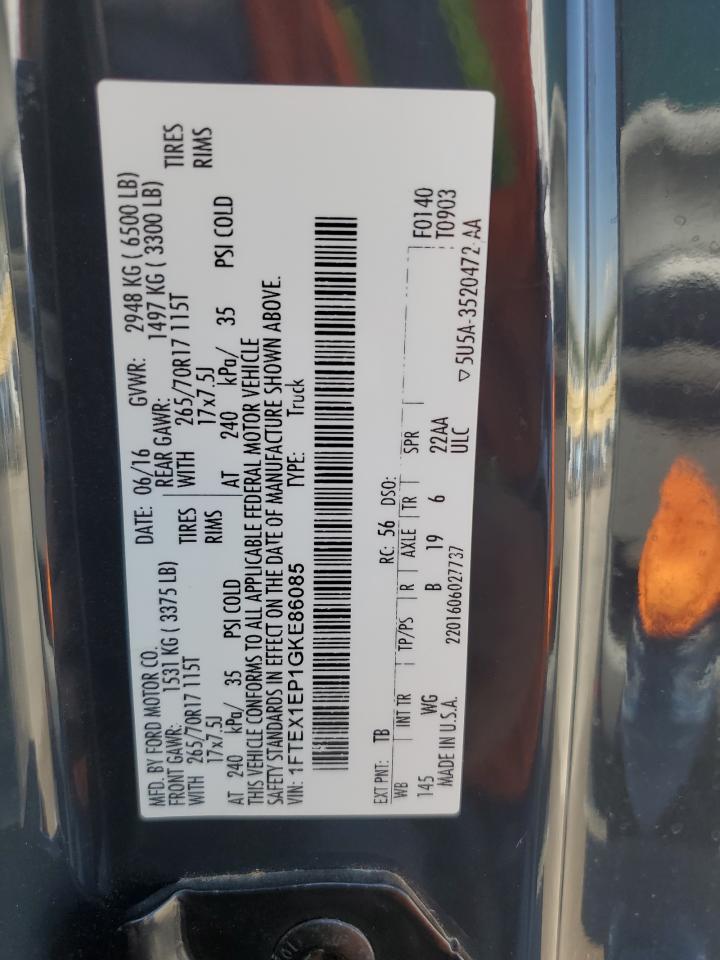 MFD. BY FORD MOTOR CO. DATE: 06/16 GVWR: 2948 KG ( 6500 LB)
FRONT GAWR: 1531 KG ( 3375 LB) REAR GAWR: 1497 KG ( 3300 LB)
WITH 265/70R17 115T TIRES WITH 265/70R17 115T TIRES
17x7.5J RIMS 17x7.5J RIMS
AT 240 kPa/ 35 PSI COLD AT 240 kPa/ 35 PSI COLD
THIS VEHICLE CONFORMS TO ALL APPLICABLE FEDERAL MOTOR VEHICLE
SAFETY STANDARDS IN EFFECT ON THE DATE OF MANUFACTURE SHOWN ABOVE.
VIN: 1FTEX1EP1GKE86085 TYPE: Truck
EXT PNT: TB RC: 56 DSO:
WB INT TR TP/PS R AXLE TR SPR F0140
145 WG B 19 6 22AA T0903
ULC
MADE IN U.S.A. 2201606027737 ▽5U5A-3520472-AA